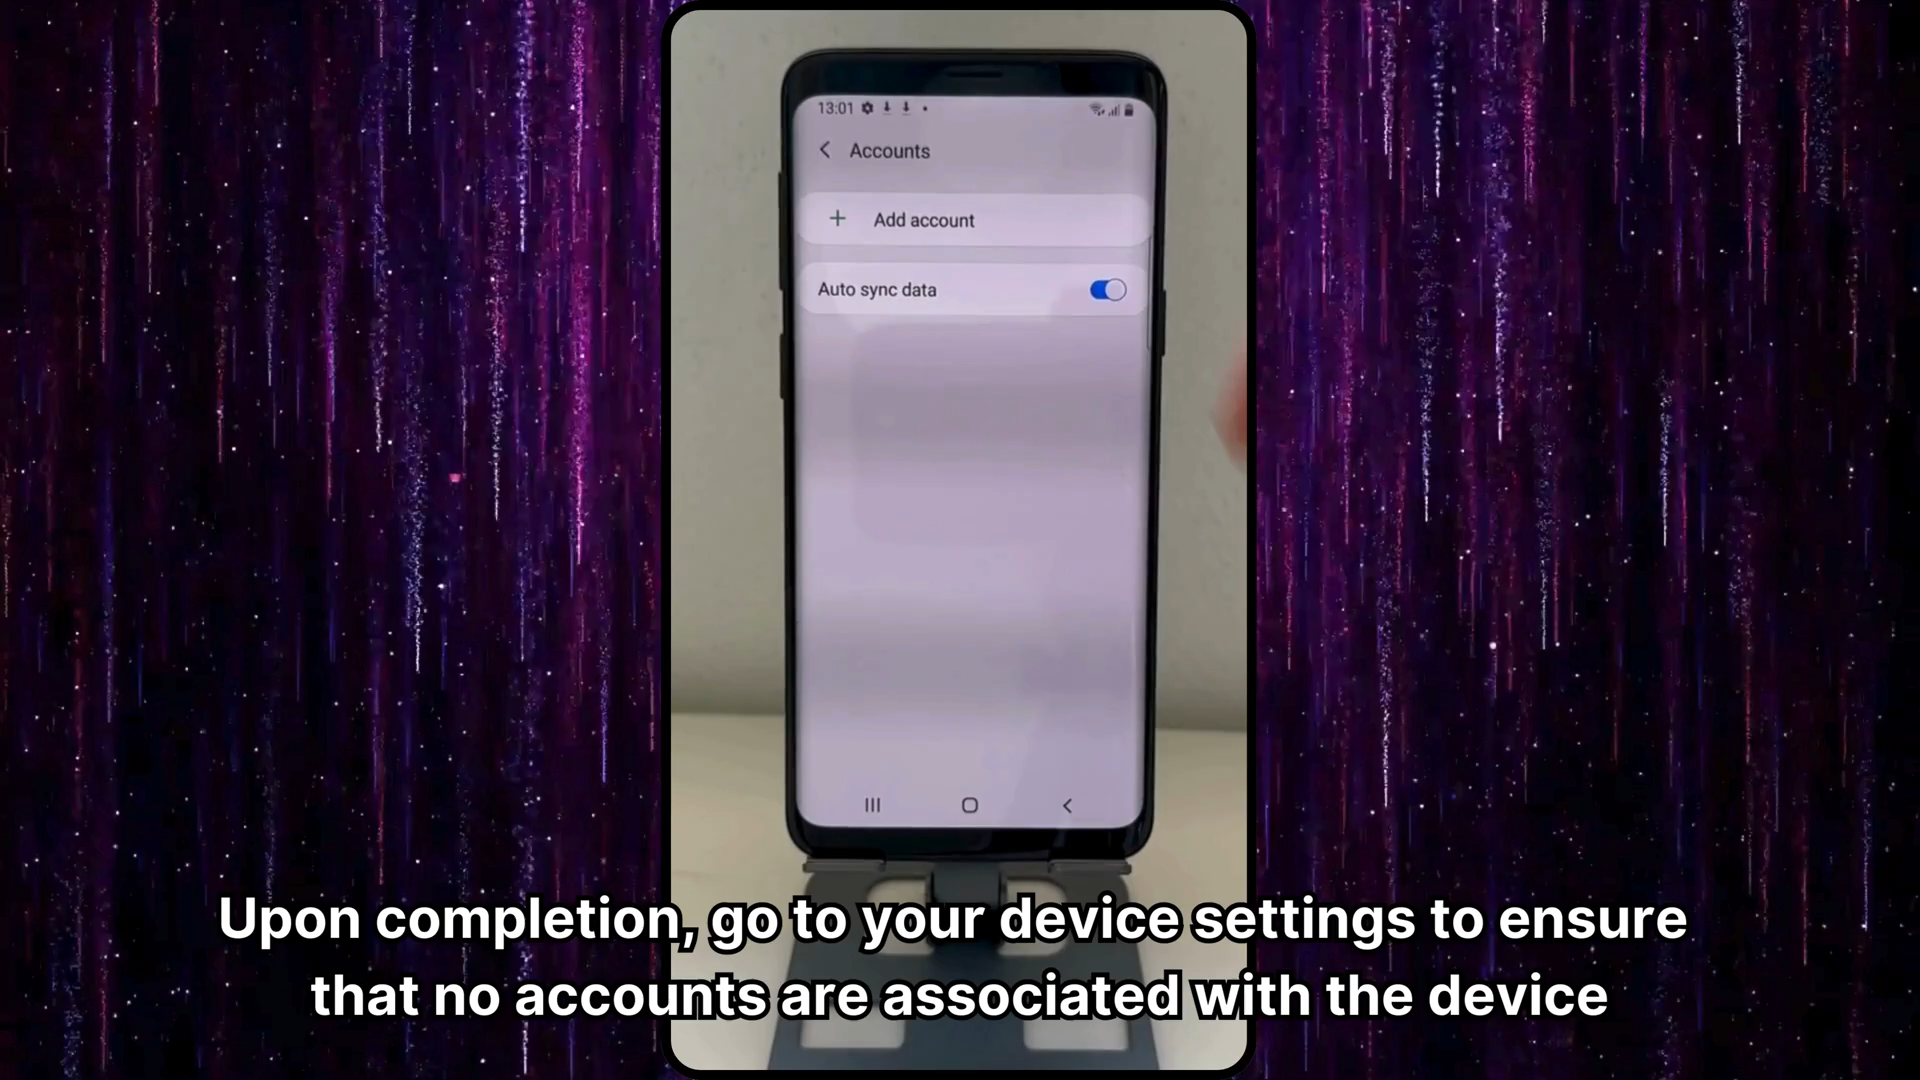 13:01
Accounts
Add account
Auto sync data
Upon completion, go to your device settings to ensure
that no accounts are associated with the device